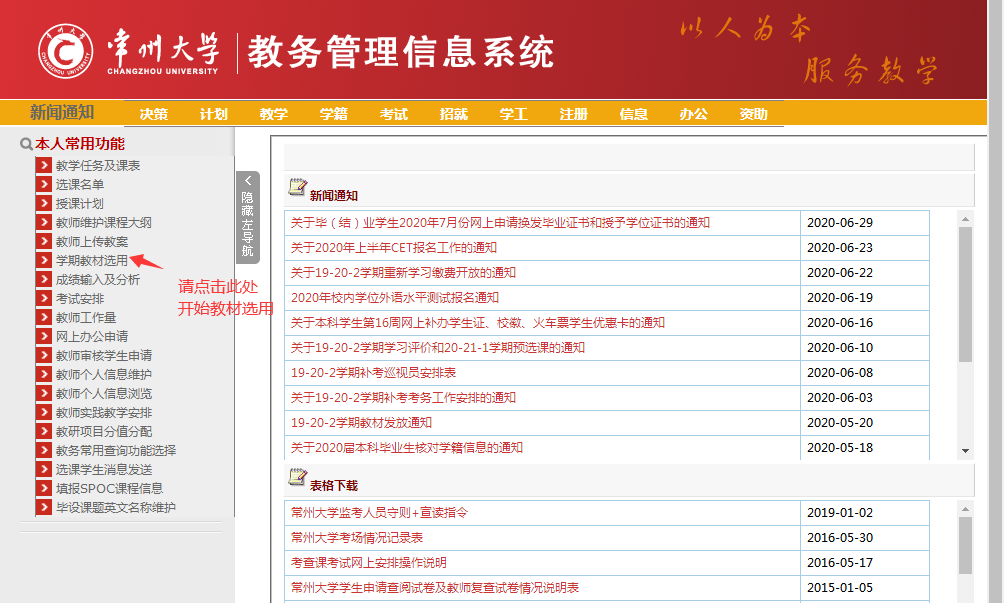 常州大学
CHANGZHOU UNIVERSITY
教务管理信息系统
以人为本
服务教学
新闻通知 决策 计划 教学 学籍 考试 招就 学工 注册 信息 办公 资助
本人常用功能
教学任务及课表
选课名单
授课计划
教师维护课程大纲
教师上传教案
学期教材选用
成绩输入及分析
考试安排
教师工作量
网上办公申请
教师审核学生申请
教师个人信息维护
教师个人信息浏览
教师实践教学安排
教研项目分值分配
教务常用查询功能选择
选课学生消息发送
填报SPOC课程信息
毕设课题英文名称维护
请点击此处
开始教材选用
隐藏左导航
新闻通知
关于毕（结）业学生2020年7月份网上申请换发毕业证书和授予学位证书的通知 2020-06-29
关于2020年上半年CET报名工作的通知 2020-06-23
关于19-20-2学期重新学习缴费开放的通知 2020-06-22
2020年校内学位外语水平测试报名通知 2020-06-19
关于本科学生第16周网上补办学生证、校徽、火车票学生优惠卡的通知 2020-06-16
关于19-20-2学期学习评价和20-21-1学期预选课的通知 2020-06-10
19-20-2学期补考巡视员安排表 2020-06-08
关于19-20-2学期补考考务工作安排的通知 2020-06-03
19-20-2学期教材发放通知 2020-05-20
关于2020届本科毕业生核对学籍信息的通知 2020-05-18
表格下载
常州大学监考人员守则+宣读指令 2019-01-02
常州大学考场情况记录表 2016-05-30
考查课考试网上安排操作说明 2016-05-17
常州大学学生申请查阅试卷及教师复查试卷情况说明表 2015-01-05